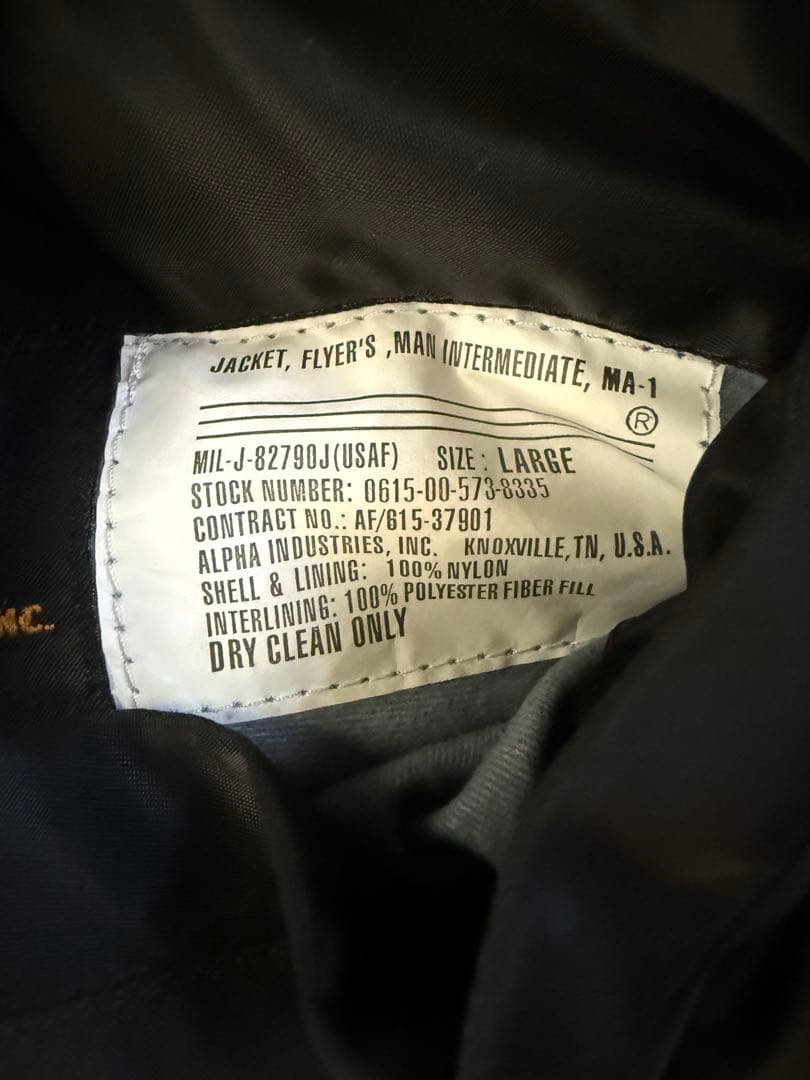 JACKET, FLYER'S ,MAN INTERMEDIATE, MA-1
®
MIL-J-82790J(USAF) SIZE : LARGE
STOCK NUMBER: 0615-00-573-8335
CONTRACT NO.: AF/615-37901
ALPHA INDUSTRIES, INC. KNOXVILLE,TN, U.S.A.
SHELL & LINING: 100% NYLON
INTERLINING: 100% POLYESTER FIBER FILL
DRY CLEAN ONLY